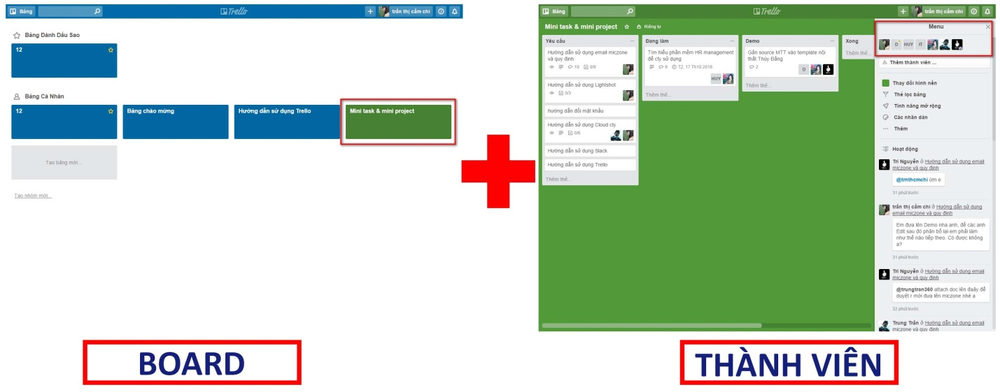 Bảng
Trello
trần thị cẩm chi
Bảng Đánh Dấu Sao
12
Bảng Cá Nhân
12
Bảng chào mừng
Hướng dẫn sử dụng Trello
Mini task & mini project
Tạo bảng mới ...
Tạo nhóm mới...
BOARD
Bảng
Trello
trần thị cẩm chi
Mini task & mini project
Riêng tư
Yêu cầu
Hướng dẫn sử dụng email miczone
và quy định
10 0/6
Hướng dẫn sử dụng Lightshot
0/3
hướng dẫn đổi mật khẩu
Hướng dẫn sử dụng Cloud cty
0/6
Hướng dẫn sử dụng Slack
Hướng dẫn sử dụng Trello
Thêm thẻ...
Đang làm
Tìm hiểu phần mềm HR management
để cty sử dụng
9 T2, 17 Th10 2016
HUY
Thêm thẻ...
Demo
Gắn source MTT vào template nội
thất Thùy Đằng
2
D
Thêm thẻ...
Xong
Thêm thẻ...
Menu
D HUY IT
Thêm thành viên ...
Thay đổi hình nền
Thẻ lọc bảng
Tính năng mở rộng
Các nhãn dán
Thêm
Hoạt động
Tri Nguyễn ở Hướng dẫn sử dụng email
miczone và quy định
@trnthcmchi ừm e
31 phút trước
trần thị cẩm chi ở Hướng dẫn sử dụng
email miczone và quy định
Em đưa lên Demo nha anh, để các anh
Edit sau đó phân bổ lại em phải làm
như thế nào tiếp theo. Có được không
ạ?
31 phút trước
Tri Nguyễn ở Hướng dẫn sử dụng email
miczone và quy định
@trungtran360 attach doc lên đaảy để
duyệt r mới đưa lên miczone nhé a
32 phút trước
Trung Trần ở Hướng dẫn sử dụng email
miczone và quy định
THÀNH VIÊN